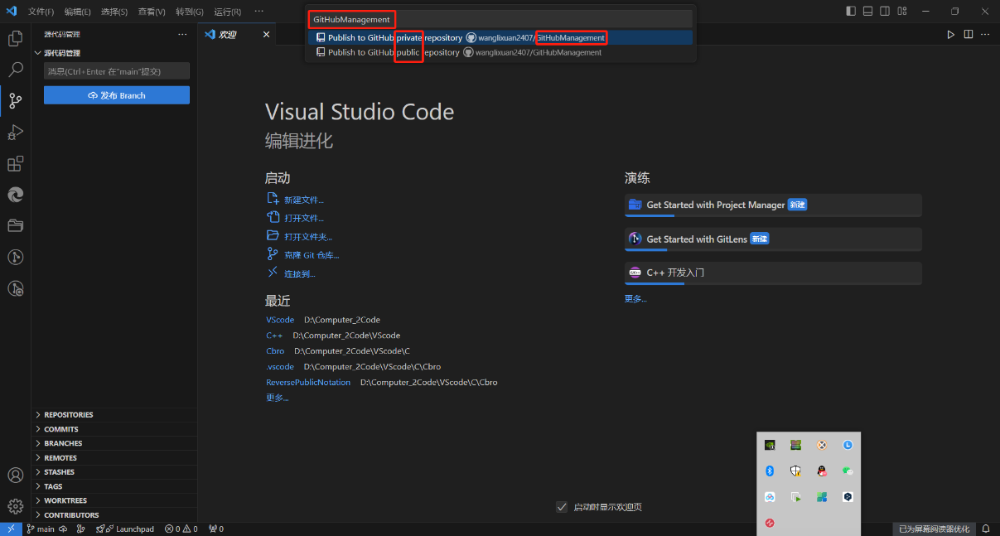 文件(F) 编辑(E) 选择(S) 查看(V) 转到(G) 运行(R) ···
GitHubManagement
Publish to GitHub private repository wanglixuan2407/GitHubManagement
Publish to GitHub public repository wanglixuan2407/GitHubManagement
源代码管理 ···
源代码管理
消息(Ctrl+Enter 在"main"提交)
发布 Branch
欢迎
Visual Studio Code
编辑进化
启动
新建文件...
打开文件...
打开文件夹...
克隆 Git 仓库...
连接到...
最近
VScode D:\Computer_2Code
C++ D:\Computer_2Code\VScode
Cbro D:\Computer_2Code\VScode\C
.vscode D:\Computer_2Code\VScode\C\Cbro
ReversePublicNotation D:\Computer_2Code\VScode\C\Cbro
更多...
演练
Get Started with Project Manager 新建
Get Started with GitLens 新建
C++ 开发入门
更多...
REPOSITORIES
COMMITS
BRANCHES
REMOTES
STASHES
TAGS
WORKTREES
CONTRIBUTORS
启动时显示欢迎页
main Launchpad 0 0 0
已为屏幕阅读器优化